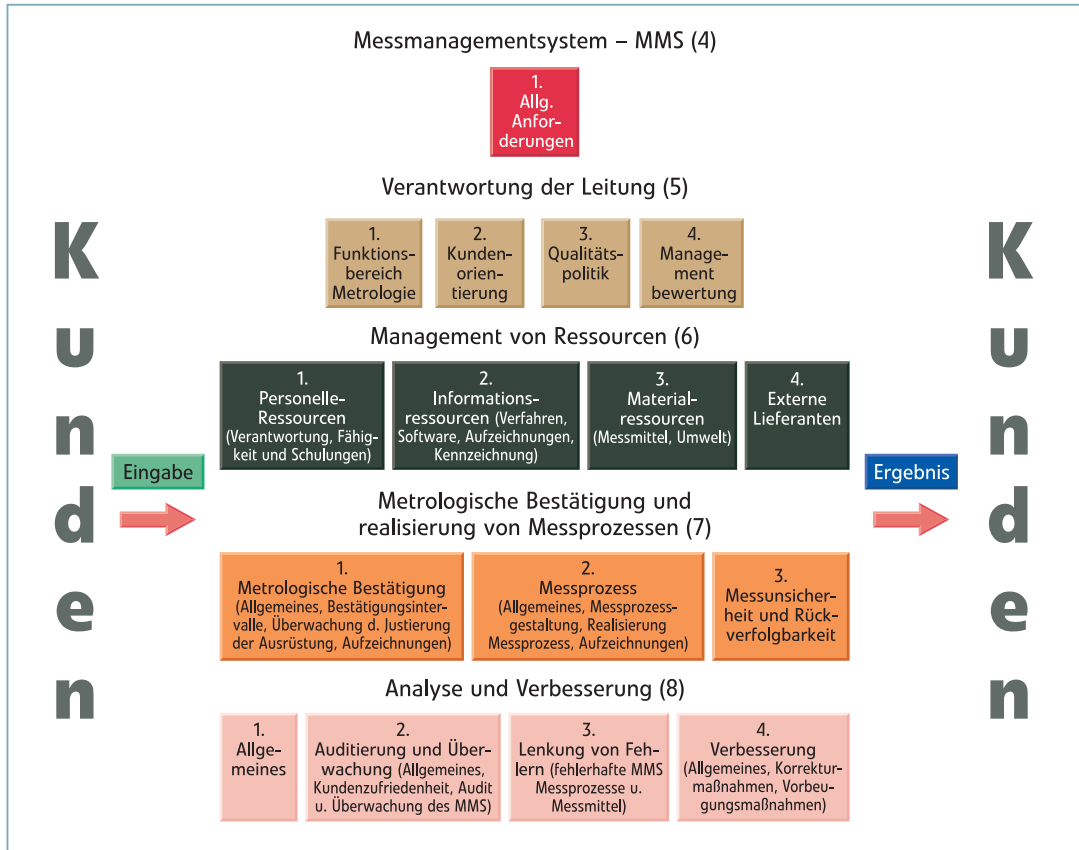 Messmanagementsystem – MMS (4)
1.
Allg.
Anfor-
derungen
Verantwortung der Leitung (5)
1.
Funktions-
bereich
Metrologie
2.
Kunden-
orien-
tierung
3.
Qualitäts-
politik
4.
Manage-
ment
bewertung
Management von Ressourcen (6)
1.
Personelle-
Ressourcen
(Verantwortung, Fähig-
keit und Schulungen)
2.
Informations-
ressourcen (Verfahren,
Software, Aufzeichnungen,
Kennzeichnung)
3.
Material-
ressourcen
(Messmittel, Umwelt)
4.
Externe
Lieferanten
Kunden
Eingabe
Ergebnis
Kunden
Metrologische Bestätigung und
realisierung von Messprozessen (7)
1.
Metrologische Bestätigung
(Allgemeines, Bestätigungsinter-
valle, Überwachung d. Justierung
der Ausrüstung, Aufzeichnungen)
2.
Messprozess
(Allgemeines, Messprozess-
gestaltung, Realisierung
Messprozess, Aufzeichnungen)
3.
Messunsicher-
heit und Rück-
verfolgbarkeit
Analyse und Verbesserung (8)
1.
Allge-
meines
2.
Auditierung und Über-
wachung (Allgemeines,
Kundenzufriedenheit, Audit
u. Überwachung des MMS)
3.
Lenkung von Feh-
lern (fehlerhafte MMS
Messprozesse u.
Messmittel)
4.
Verbesserung
(Allgemeines, Korrektur-
maßnahmen, Vorbeu-
gungsmaßnahmen)